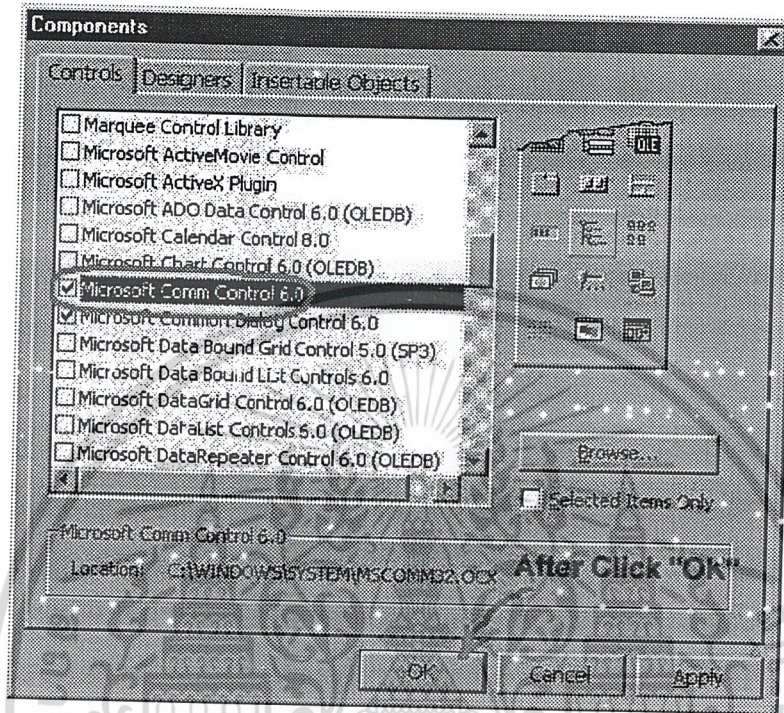 Components
Controls Designers Insertable Objects
Marquee Control Library
Microsoft ActiveMovie Control
Microsoft ActiveX Plugin
Microsoft ADO Data Control 6.0 (OLEDB)
Microsoft Calendar Control 8.0
Microsoft Chart Control 6.0 (OLEDB)
Microsoft Comm Control 6.0
Microsoft Common Dialog Control 6.0
Microsoft Data Bound Grid Control 5.0 (SP3)
Microsoft Data Bound List Controls 6.0
Microsoft DataGrid Control 6.0 (OLEDB)
Microsoft DataList Controls 6.0 (OLEDB)
Microsoft DataRepeater Control 6.0 (OLEDB)
OLE
Browse...
Selected Items Only
Microsoft Comm Control 6.0
Location: C:\WINDOWS\SYSTEM\MSCOMM32.OCX
After Click "OK"
OK Cancel Apply